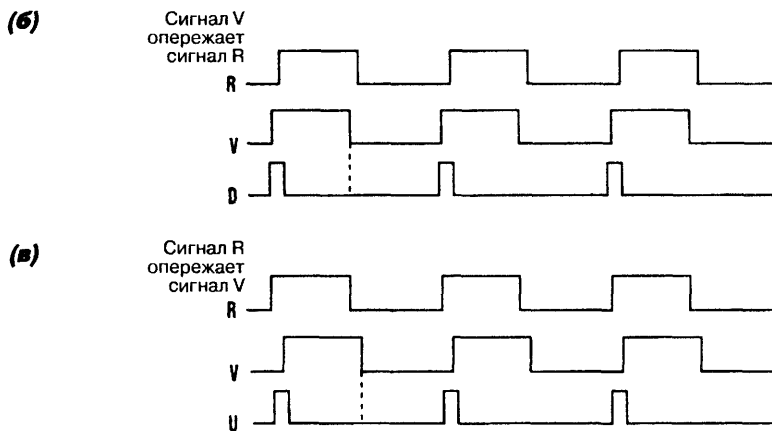 (б)
Сигнал V
опережает
сигнал R
R
V
D
(в)
Сигнал R
опережает
сигнал V
R
V
U